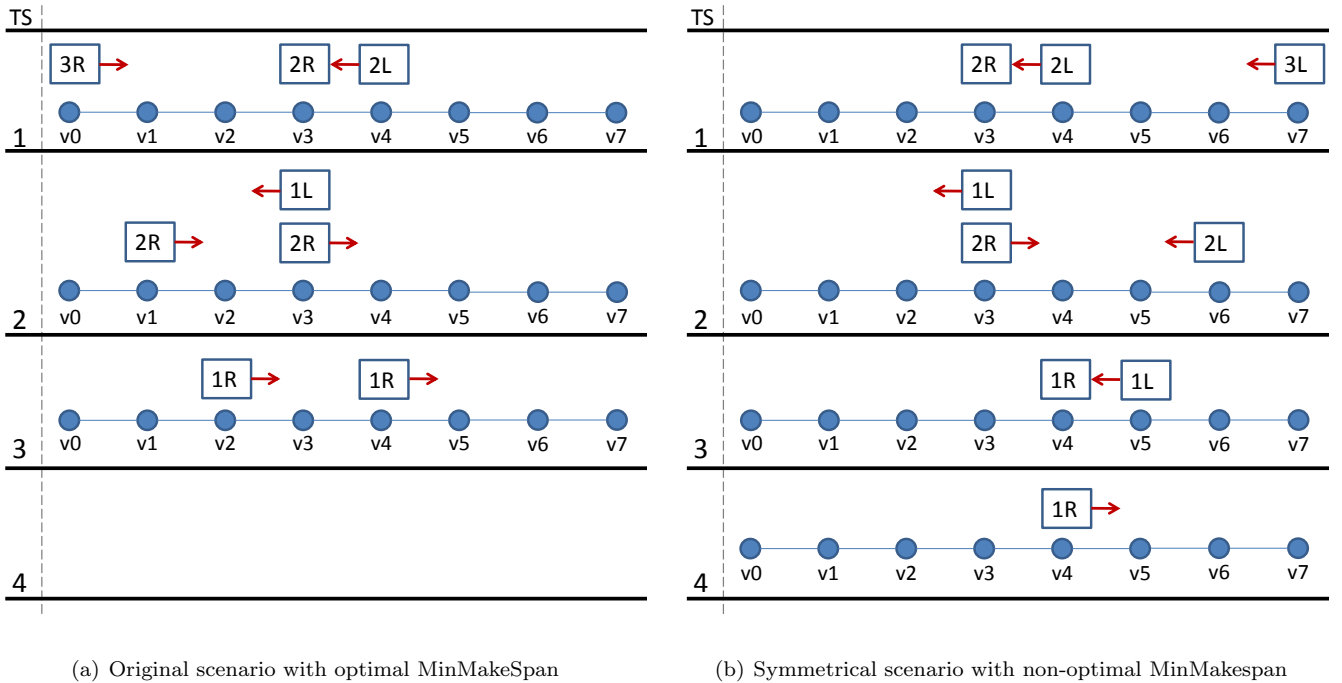 TS
3R 2R 2L
v0 v1 v2 v3 v4 v5 v6 v7
1
1L
2R 2R
v0 v1 v2 v3 v4 v5 v6 v7
2
1R 1R
v0 v1 v2 v3 v4 v5 v6 v7
3
4
(a) Original scenario with optimal MinMakeSpan
TS
2R 2L 3L
v0 v1 v2 v3 v4 v5 v6 v7
1
1L
2R 2L
v0 v1 v2 v3 v4 v5 v6 v7
2
1R 1L
v0 v1 v2 v3 v4 v5 v6 v7
3
1R
v0 v1 v2 v3 v4 v5 v6 v7
4
(b) Symmetrical scenario with non-optimal MinMakespan